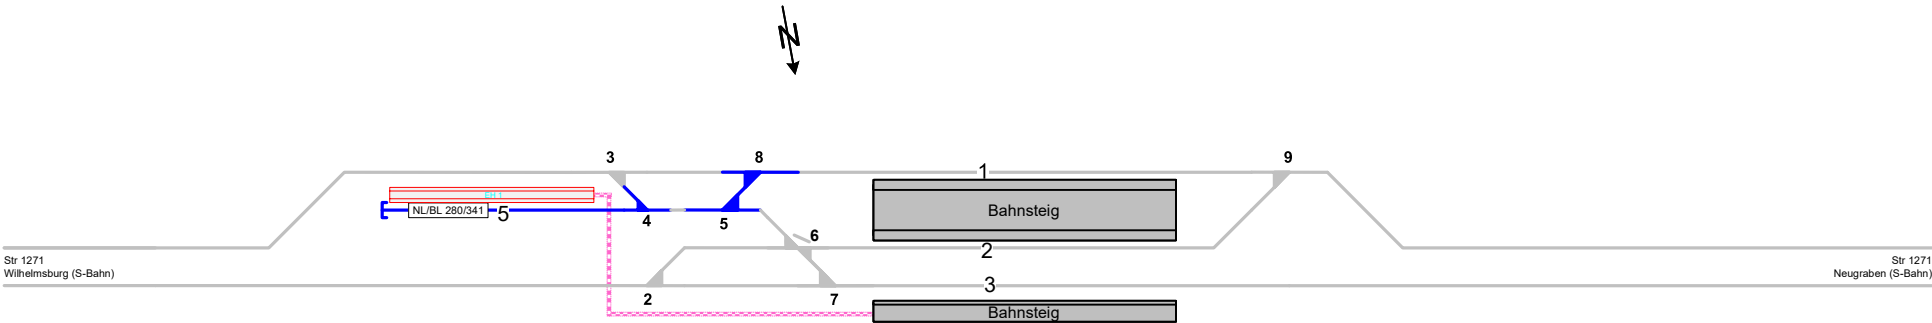 N
3
8
9
1
FH 1
NL/BL 280/341
5
4
5
Bahnsteig
6
2
Str 1271
Wilhelmsburg (S-Bahn)
Str 1271
Neugraben (S-Bahn)
3
2
7
Bahnsteig